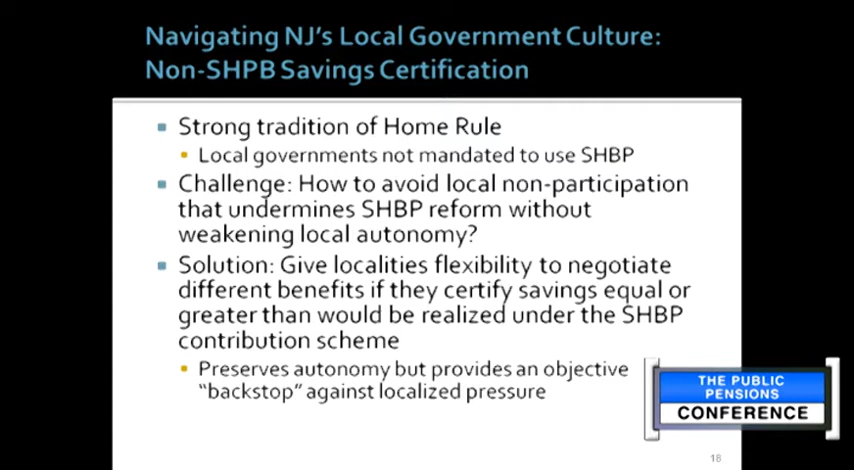 Navigating NJ's Local Government Culture:
Non-SHPB Savings Certification
Strong tradition of Home Rule
Local governments not mandated to use SHBP
Challenge: How to avoid local non-participation
that undermines SHBP reform without
weakening local autonomy?
Solution: Give localities flexibility to negotiate
different benefits if they certify savings equal or
greater than would be realized under the SHBP
contribution scheme
Preserves autonomy but provides an objective
"backstop" against localized pressure
THE PUBLIC
PENSIONS
CONFERENCE
18